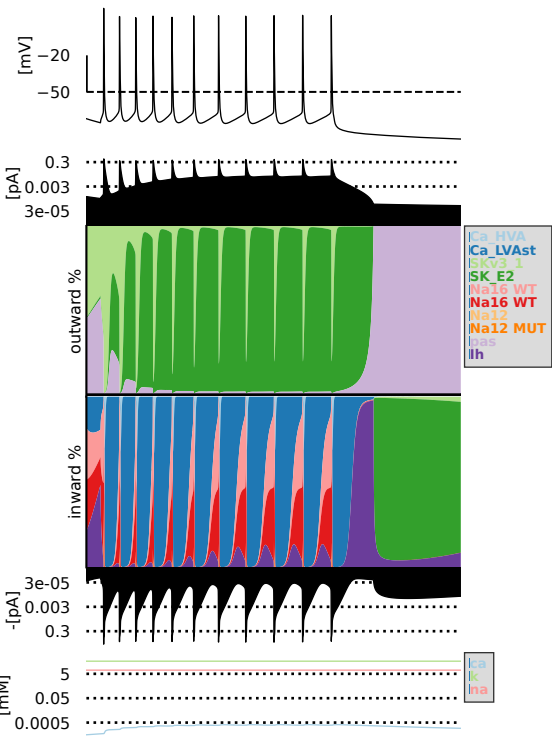 [mV]
−20
−50
[pA]
0.3
0.003
3e-05
outward %
Ca_HVA
Ca_LVAst
SKv3_1
SK_E2
Na16 WT
Na16 WT
Na12
Na12 MUT
pas
Ih
inward %
-[pA]
3e-05
0.003
0.3
[mM]
5
0.05
0.0005
ca
k
na